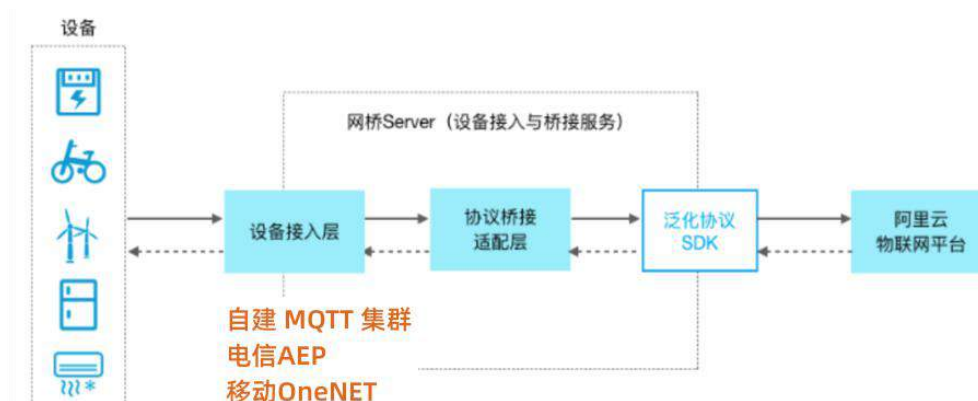 设备
网桥Server（设备接入与桥接服务）
设备接入层
协议桥接
适配层
泛化协议
SDK
阿里云
物联网平台
自建 MQTT 集群
电信AEP
移动OneNET